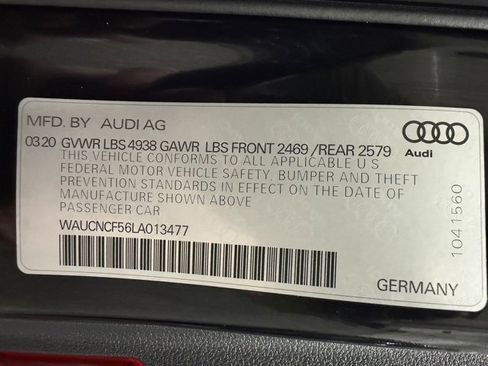 MFD. BY AUDI AG
Audi
03 20 GVWR LBS 4938 GAWR LBS FRONT 2469 /REAR 2579
THIS VEHICLE CONFORMS TO ALL APPLICABLE U S
FEDERAL MOTOR VEHICLE SAFETY, BUMPER AND THEFT
PREVENTION STANDARDS IN EFFECT ON THE DATE OF
MANUFACTURE SHOWN ABOVE
PASSENGER CAR
WAUCNCF56LA013477
1041560
GERMANY